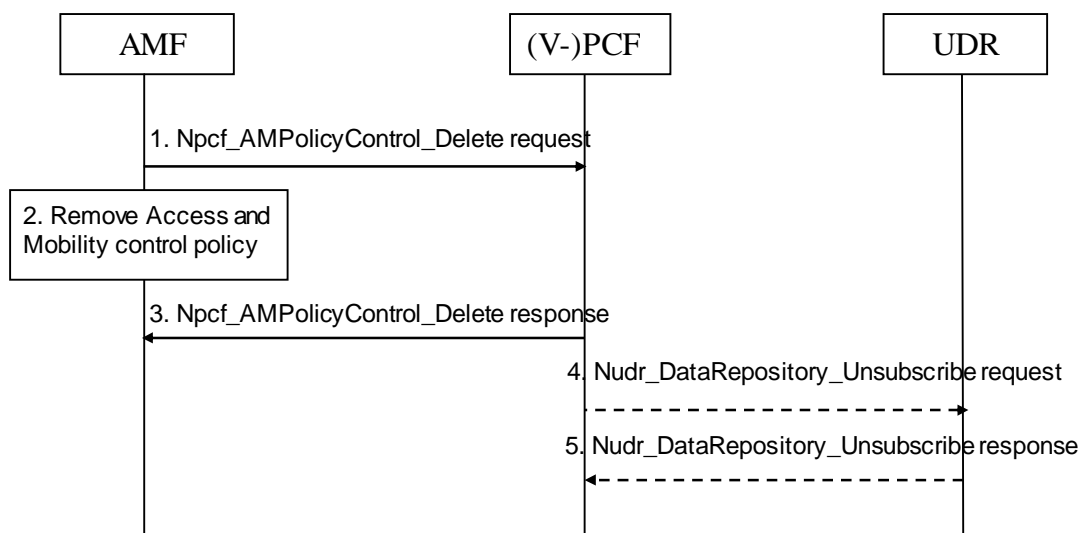 AMF
(V-)PCF
UDR
1. Npcf_AMPolicyControl_Delete request
2. Remove Access and
Mobility control policy
3. Npcf_AMPolicyControl_Delete response
4. Nudr_DataRepository_Unsubscribe request
5. Nudr_DataRepository_Unsubscribe response